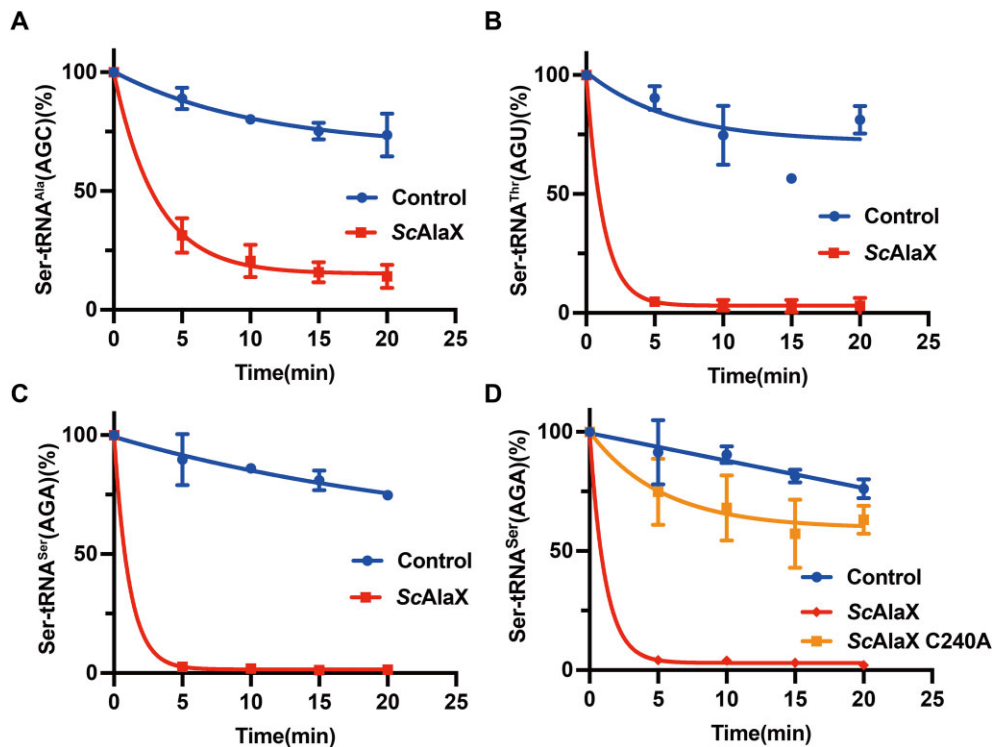 A
Ser-tRNAᴬˡᵃ(AGC)(%)
100
50
0
0 5 10 15 20 25
Time(min)
Control
ScAlaX
B
Ser-tRNAᵀʰʳ(AGU)(%)
100
50
0
0 5 10 15 20 25
Time(min)
Control
ScAlaX
C
Ser-tRNAˢᵉʳ(AGA)(%)
100
50
0
0 5 10 15 20 25
Time(min)
Control
ScAlaX
D
Ser-tRNAˢᵉʳ(AGA)(%)
100
50
0
0 5 10 15 20 25
Time(min)
Control
ScAlaX
ScAlaX C240A